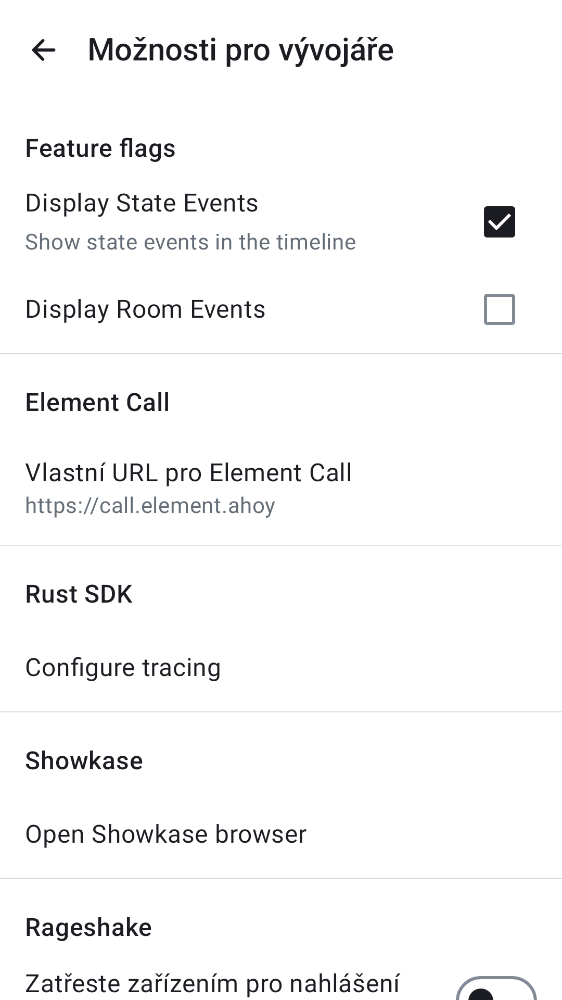 Možnosti pro vývojáře
Feature flags
Display State Events
Show state events in the timeline
Display Room Events
Element Call
Vlastní URL pro Element Call
https://call.element.ahoy
Rust SDK
Configure tracing
Showkase
Open Showkase browser
Rageshake
Zatřeste zařízením pro nahlášení